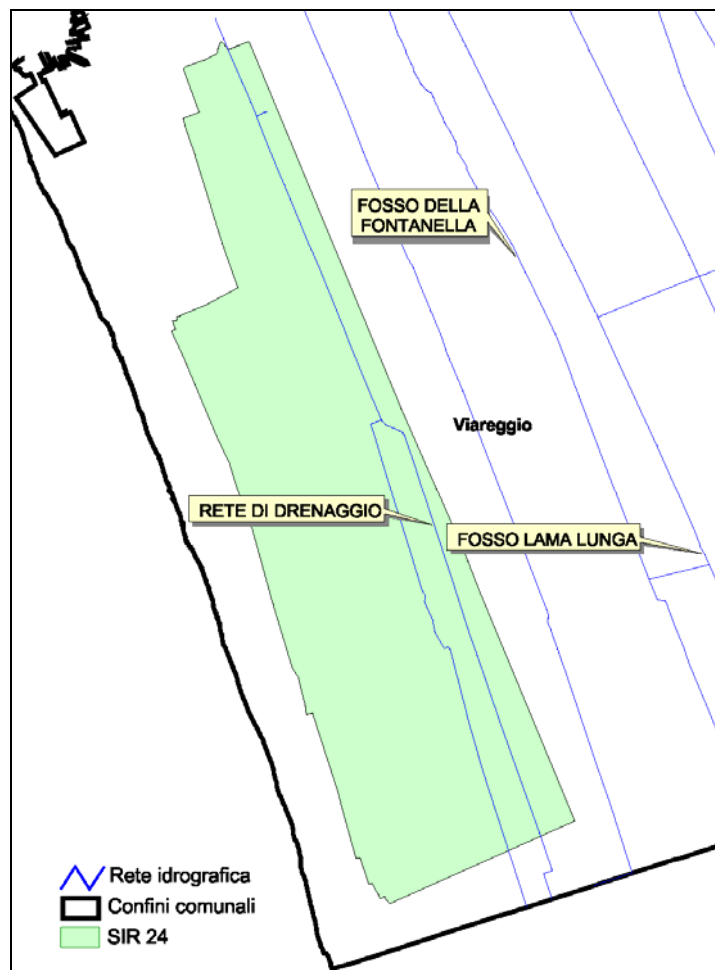 FOSSO DELLA
FONTANELLA
Viareggio
RETE DI DRENAGGIO
FOSSO LAMA LUNGA
Rete idrografica
Confini comunali
SIR 24